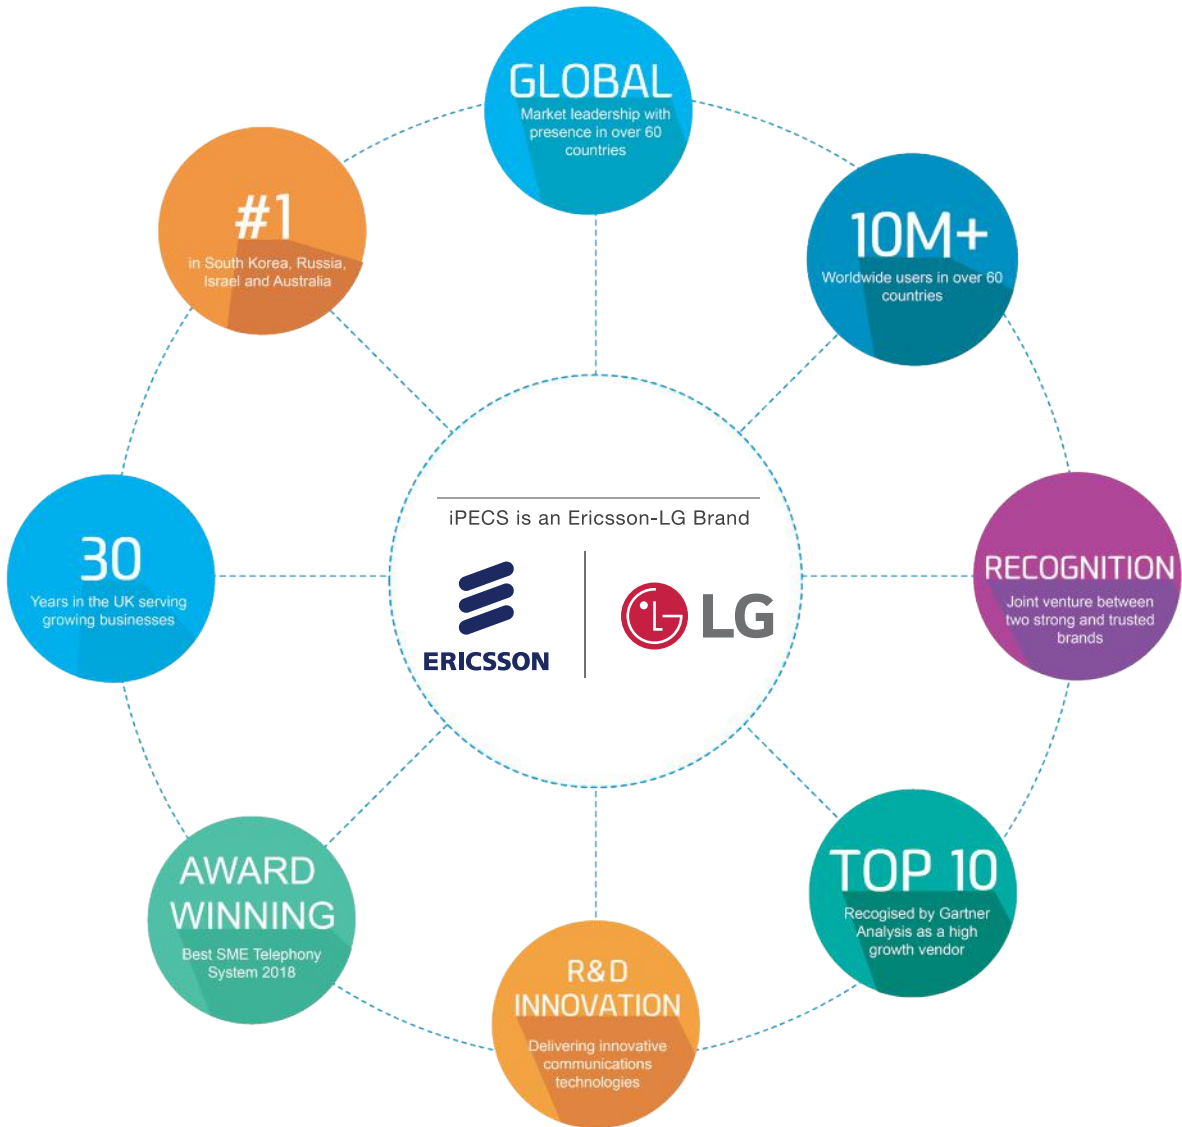 GLOBAL
Market leadership with
presence in over 60
countries
10M+
Worldwide users in over 60
countries
RECOGNITION
Joint venture between
two strong and trusted
brands
TOP 10
Recogised by Gartner
Analysis as a high
growth vendor
R&D
INNOVATION
Delivering innovative
communications
technologies
AWARD
WINNING
Best SME Telephony
System 2018
30
Years in the UK serving
growing businesses
#1
in South Korea, Russia,
Israel and Australia
iPECS is an Ericsson-LG Brand
ERICSSON
LG